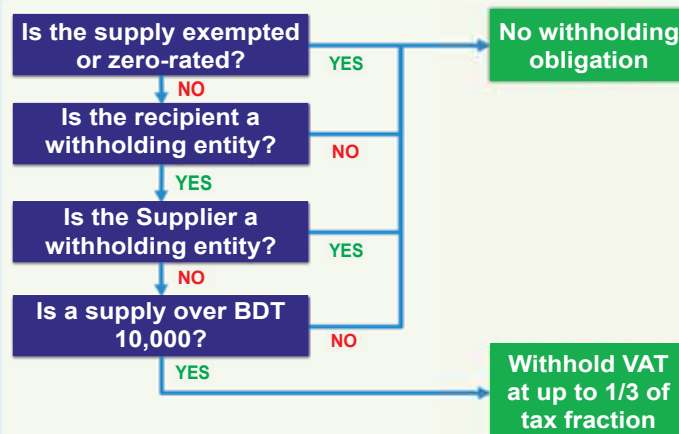 Is the supply exempted
or zero-rated?
YES
No withholding
obligation
NO
Is the recipient a
withholding entity?
NO
YES
Is the Supplier a
withholding entity?
YES
NO
Is a supply over BDT
10,000?
NO
YES
Withhold VAT
at up to 1/3 of
tax fraction